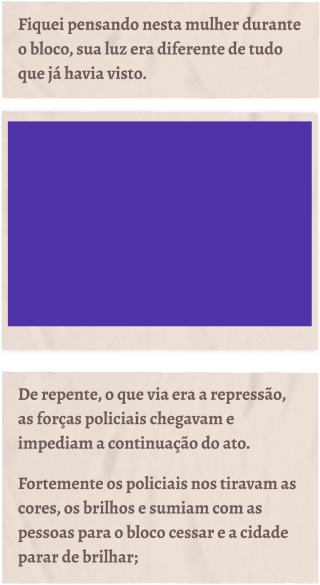 Fiquei pensando nesta mulher durante
o bloco, sua luz era diferente de tudo
que já havia visto.
De repente, o que via era a repressão,
as forças policiais chegavam e
impediam a continuação do ato.
Fortemente os policiais nos tiravam as
cores, os brilhos e sumiam com as
pessoas para o bloco cessar e a cidade
parar de brilhar;